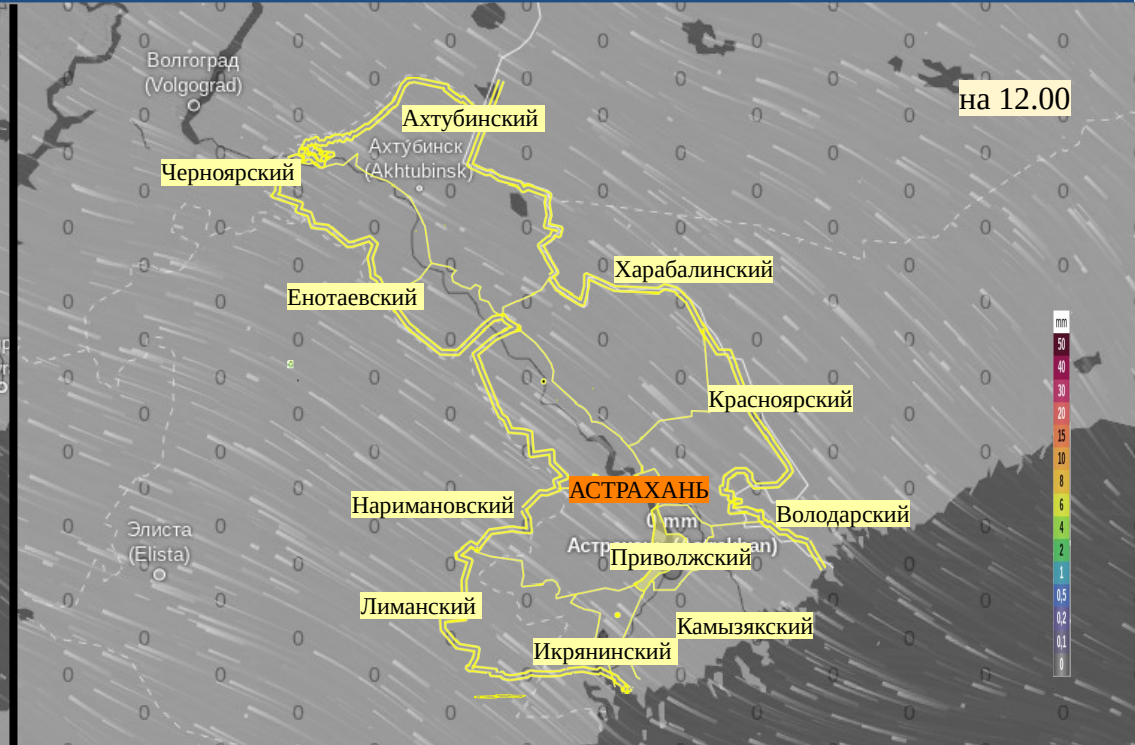 Волгоград
(Volgograd)
на 12.00
Ахтубинский
Ахтубинск
(Akhtubinsk)
Черноярский
Харабалинский
Енотаевский
mm
50
40
30
20
15
10
8
6
4
2
1
0,5
0,2
0,1
0
Красноярский
АСТРАХАНЬ
Наримановский
Володарский
0 mm
Элиста
(Elista)
Приволжский
Лиманский
Камызякский
Икрянинский